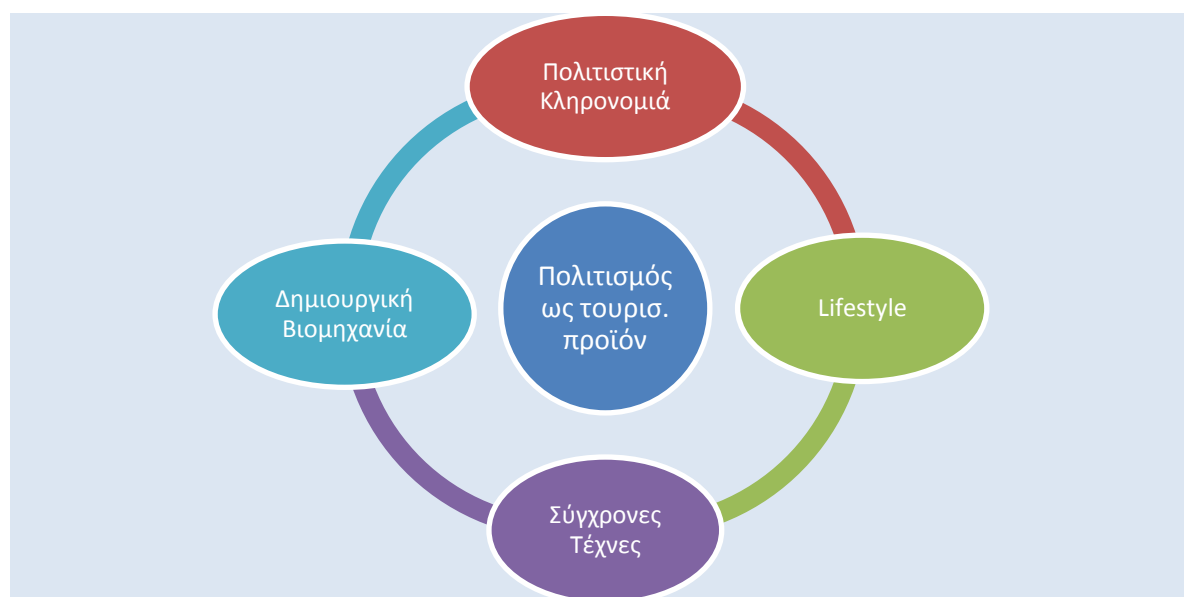 Πολιτιστική
Κληρονομιά
Δημιουργική
Βιομηχανία
Πολιτισμός
ως τουρισ.
προϊόν
Lifestyle
Σύγχρονες
Τέχνες